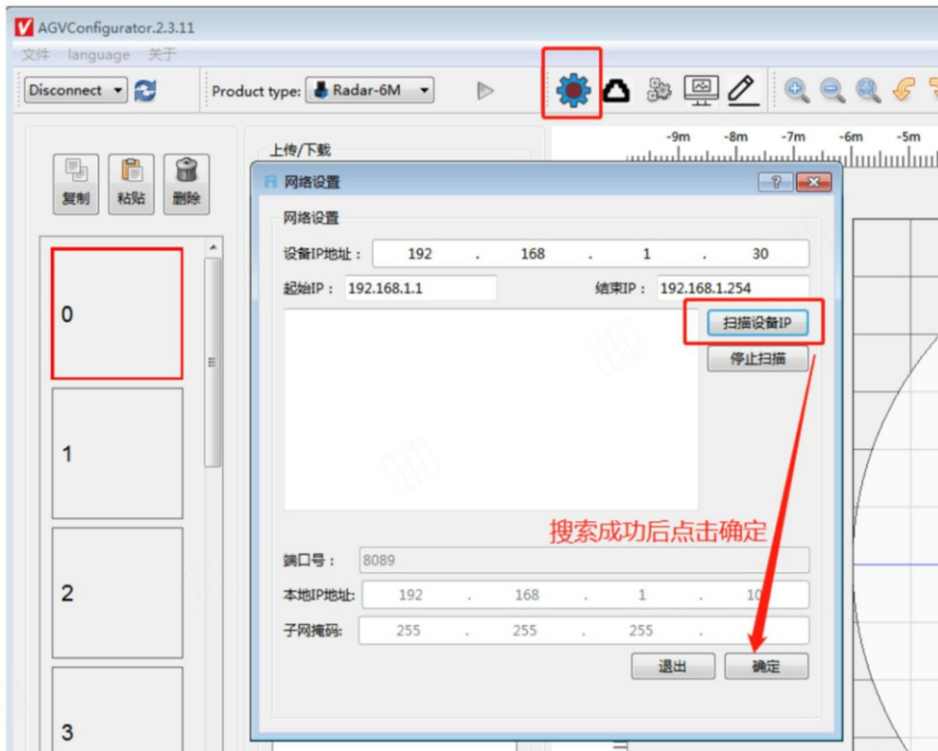 AGVConfigurator.2.3.11
文件 language 关于
Disconnect Product type: Radar-6M
-9m -8m -7m -6m -5m
上传/下载
复制 粘贴 删除
网络设置
网络设置
设备IP地址： 192 . 168 . 1 . 30
起始IP： 192.168.1.1 结束IP： 192.168.1.254
扫描设备IP
停止扫描
0
1
2
3
搜索成功后点击确定
端口号： 8089
本地IP地址: 192 . 168 . 1 .
子网掩码: 255 . 255 . 255 .
退出 确定